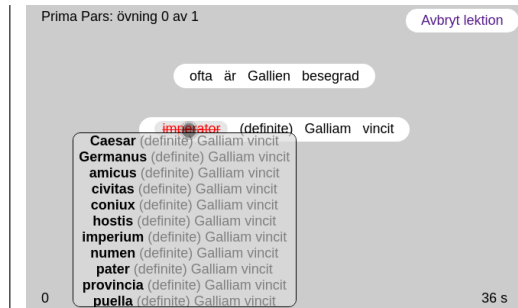 Prima Pars: övning 0 av 1
Avbryt lektion
ofta är Gallien besegrad
imperator (definite) Galliam vincit
Caesar (definite) Galliam vincit
Germanus (definite) Galliam vincit
amicus (definite) Galliam vincit
civitas (definite) Galliam vincit
coniux (definite) Galliam vincit
hostis (definite) Galliam vincit
imperium (definite) Galliam vincit
numen (definite) Galliam vincit
pater (definite) Galliam vincit
provincia (definite) Galliam vincit
puella (definite) Galliam vincit
0
36 s